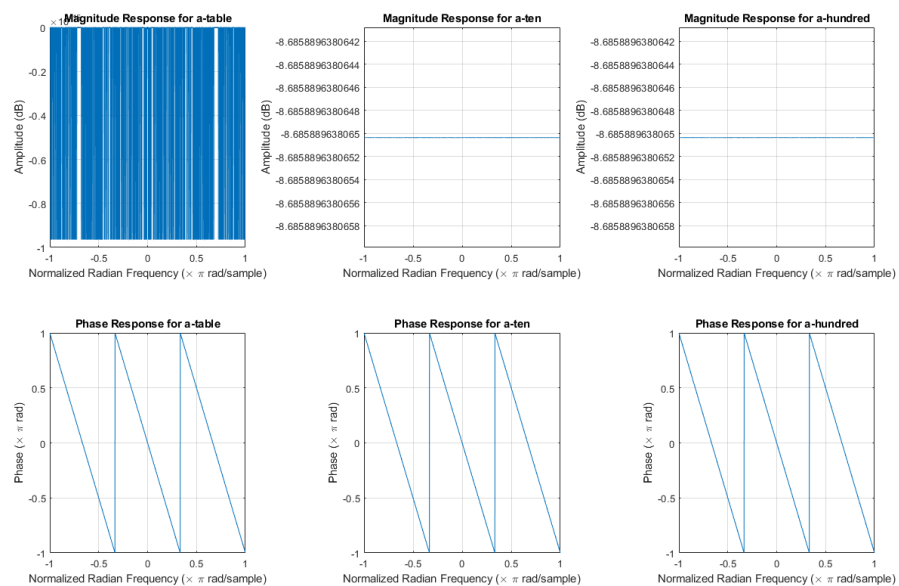 Magnitude Response for a-table
0
-0.2
-0.4
-0.6
-0.8
-1
Amplitude (dB)
-1 -0.5 0 0.5 1
Normalized Radian Frequency (× π rad/sample)
Magnitude Response for a-ten
-8.6858896380642
-8.6858896380644
-8.6858896380646
-8.6858896380648
-8.685889638065
-8.6858896380652
-8.6858896380654
-8.6858896380656
-8.6858896380658
Amplitude (dB)
-1 -0.5 0 0.5 1
Normalized Radian Frequency (× π rad/sample)
Magnitude Response for a-hundred
-8.6858896380642
-8.6858896380644
-8.6858896380646
-8.6858896380648
-8.685889638065
-8.6858896380652
-8.6858896380654
-8.6858896380656
-8.6858896380658
Amplitude (dB)
-1 -0.5 0 0.5 1
Normalized Radian Frequency (× π rad/sample)
Phase Response for a-table
1
0.5
0
-0.5
-1
Phase (× π rad)
-1 -0.5 0 0.5 1
Normalized Radian Frequency (× π rad/sample)
Phase Response for a-ten
1
0.5
0
-0.5
-1
Phase (× π rad)
-1 -0.5 0 0.5 1
Normalized Radian Frequency (× π rad/sample)
Phase Response for a-hundred
1
0.5
0
-0.5
-1
Phase (× π rad)
-1 -0.5 0 0.5 1
Normalized Radian Frequency (× π rad/sample)